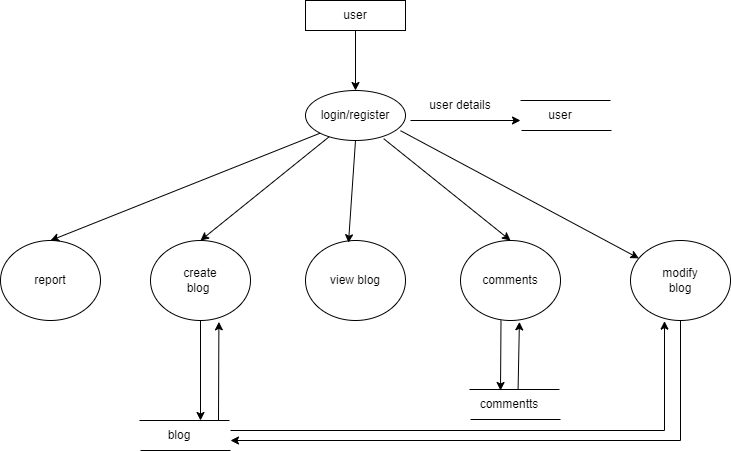 user
login/register
user details
user
report
create
blog
view blog
comments
modify
blog
commentts
blog